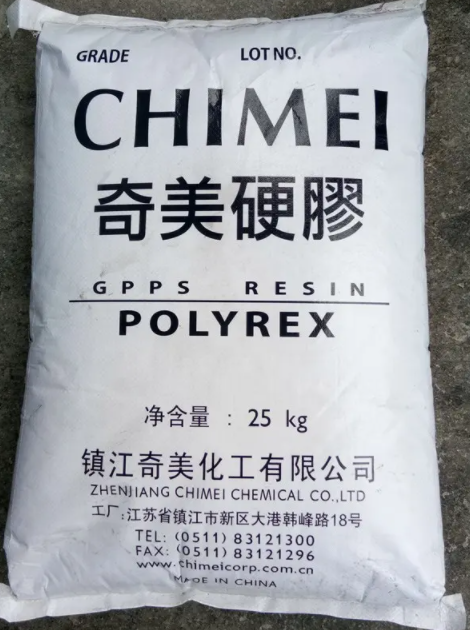 GRADE LOT NO.
CHIMEI
奇美硬膠
GPPS RESIN
POLYREX
净含量 : 25 kg
镇江奇美化工有限公司
ZHENJIANG CHIMEI CHEMICAL CO.,LTD
工厂:江苏省镇江市新区大港韩峰路18号
TEL: (0511) 83121300
FAX: (0511) 83121296
www.chimeicorp.com.cn
MADE IN CHINA